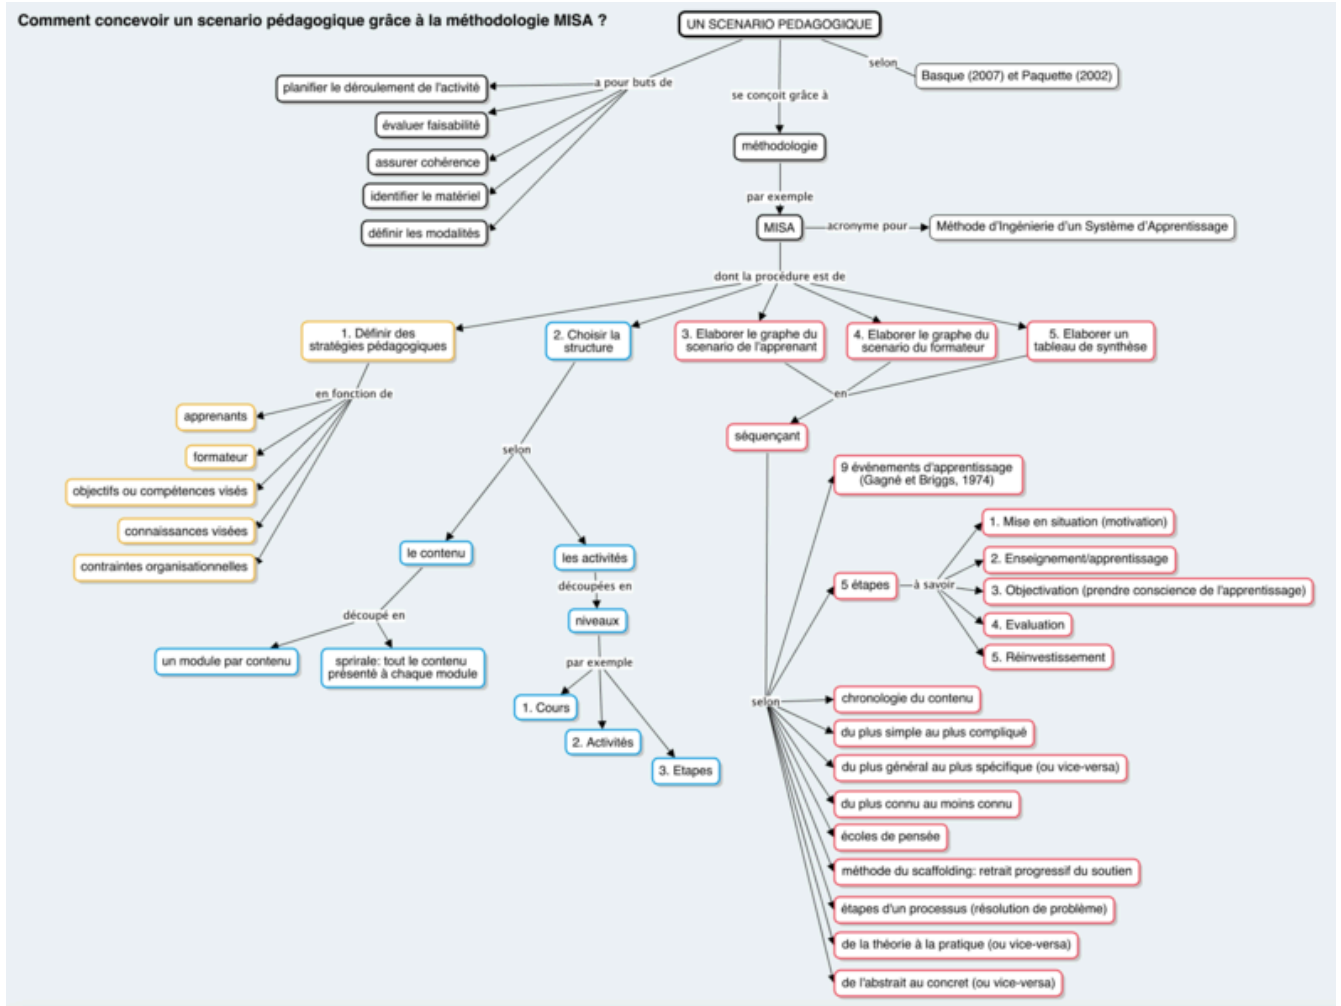 Comment concevoir un scenario pédagogique grâce à la méthodologie MISA ?
UN SCENARIO PEDAGOGIQUE
selon
Basque (2007) et Paquette (2002)
a pour buts de
planifier le déroulement de l'activité
évaluer faisabilité
assurer cohérence
identifier le matériel
définir les modalités
se conçoit grâce à
méthodologie
par exemple
MISA
acronyme pour
Méthode d'Ingénierie d'un Système d'Apprentissage
dont la procédure est de
1. Définir des
stratégies pédagogiques
2. Choisir la
structure
3. Elaborer le graphe du
scenario de l'apprenant
4. Elaborer le graphe du
scenario du formateur
5. Elaborer un
tableau de synthèse
en fonction de
apprenants
formateur
objectifs ou compétences visés
connaissances visées
contraintes organisationnelles
selon
le contenu
découpé en
un module par contenu
sprirale: tout le contenu
présenté à chaque module
les activités
découpées en
niveaux
par exemple
1. Cours
2. Activités
3. Etapes
en
séquençant
selon
9 événements d'apprentissage
(Gagné et Briggs, 1974)
5 étapes
à savoir
1. Mise en situation (motivation)
2. Enseignement/apprentissage
3. Objectivation (prendre conscience de l'apprentissage)
4. Evaluation
5. Réinvestissement
chronologie du contenu
du plus simple au plus compliqué
du plus général au plus spécifique (ou vice-versa)
du plus connu au moins connu
écoles de pensée
méthode du scaffolding: retrait progressif du soutien
étapes d'un processus (résolution de problème)
de la théorie à la pratique (ou vice-versa)
de l'abstrait au concret (ou vice-versa)